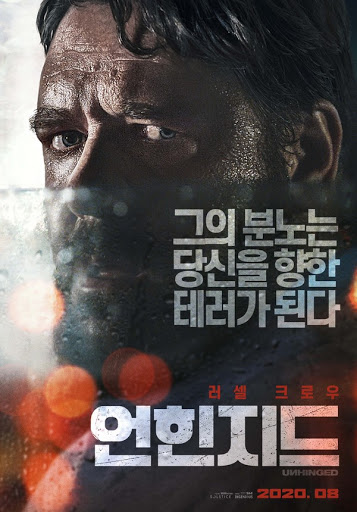 그의 분노는
당신을 향한
테러가 된다
러셀 크로우
언힌지드
UNHINGED
2020.08